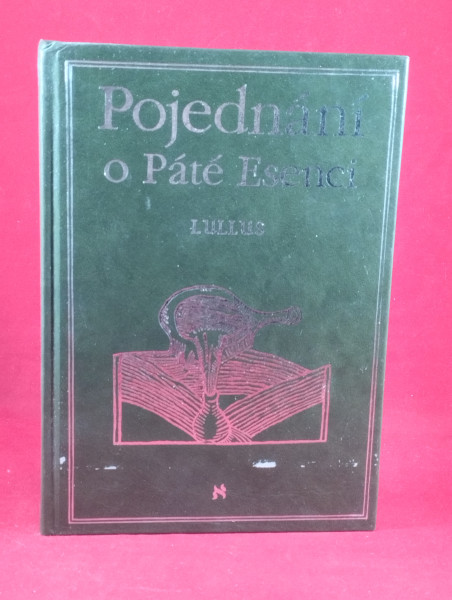 Pojednání
o Páté Esenci
LULLUS